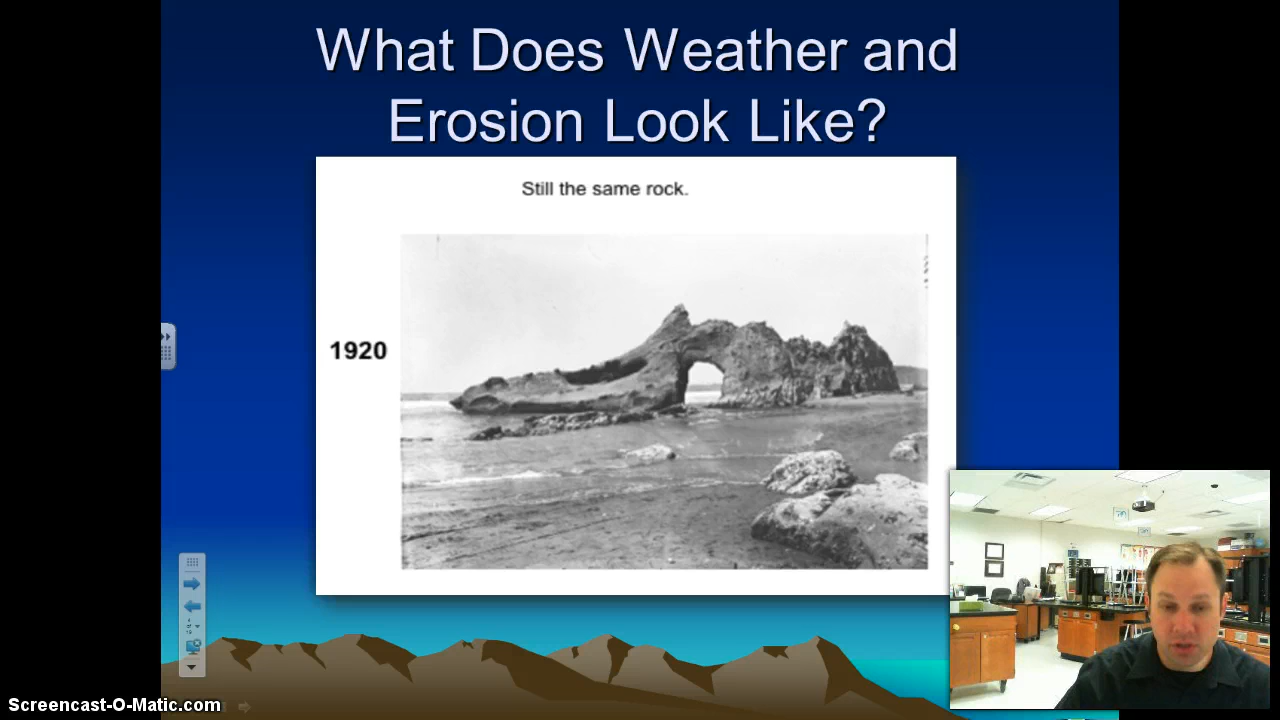 What Does Weather and
Erosion Look Like?
Still the same rock.
1920
Screencast-O-Matic.com